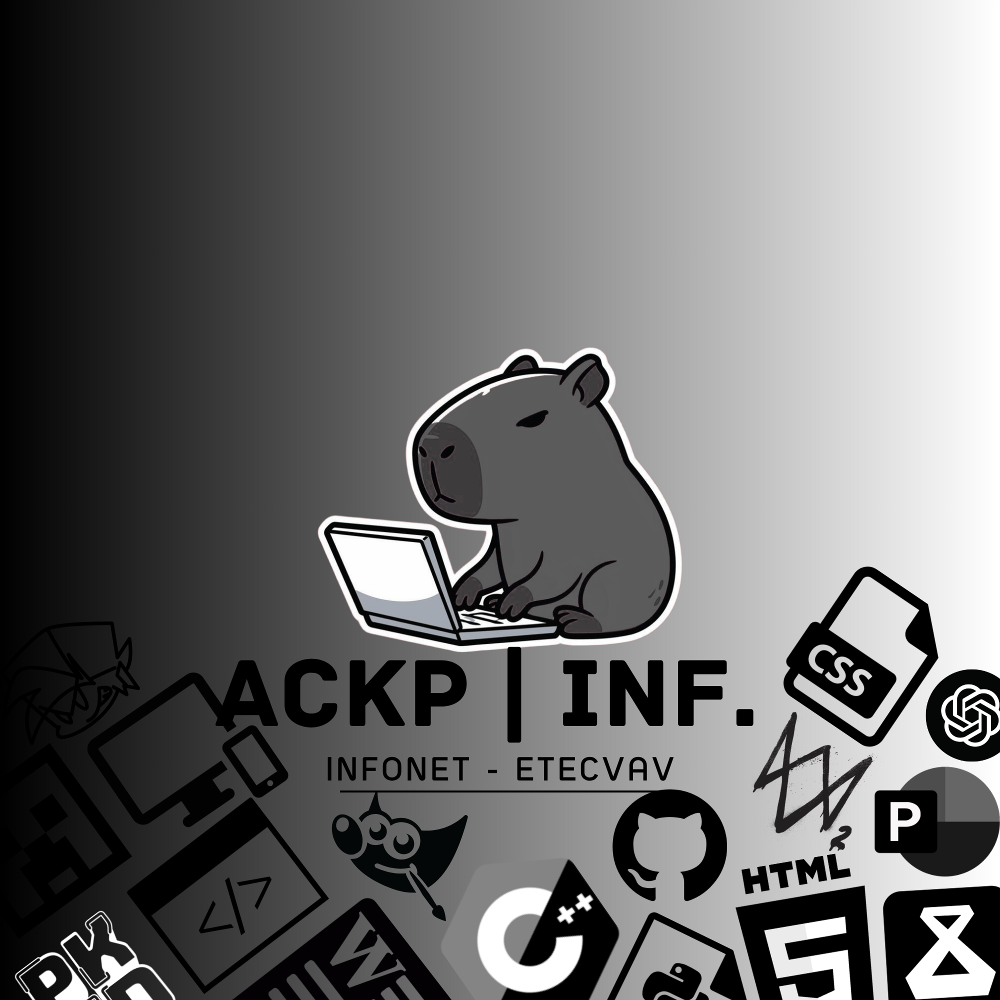 ACKP | INF.
INFONET - ETECVAV
CSS
P
HTML
5
C++
</>
W